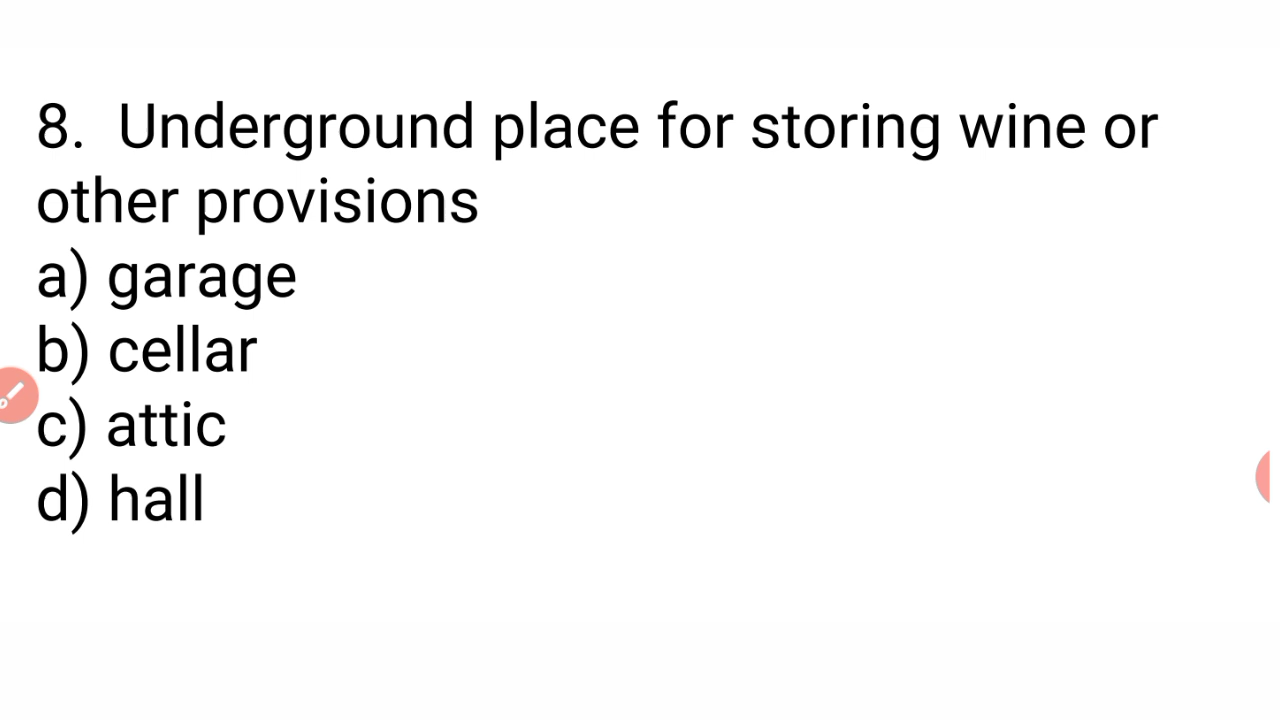 8.  Underground place for storing wine or
other provisions
a) garage
b) cellar
c) attic
d) hall